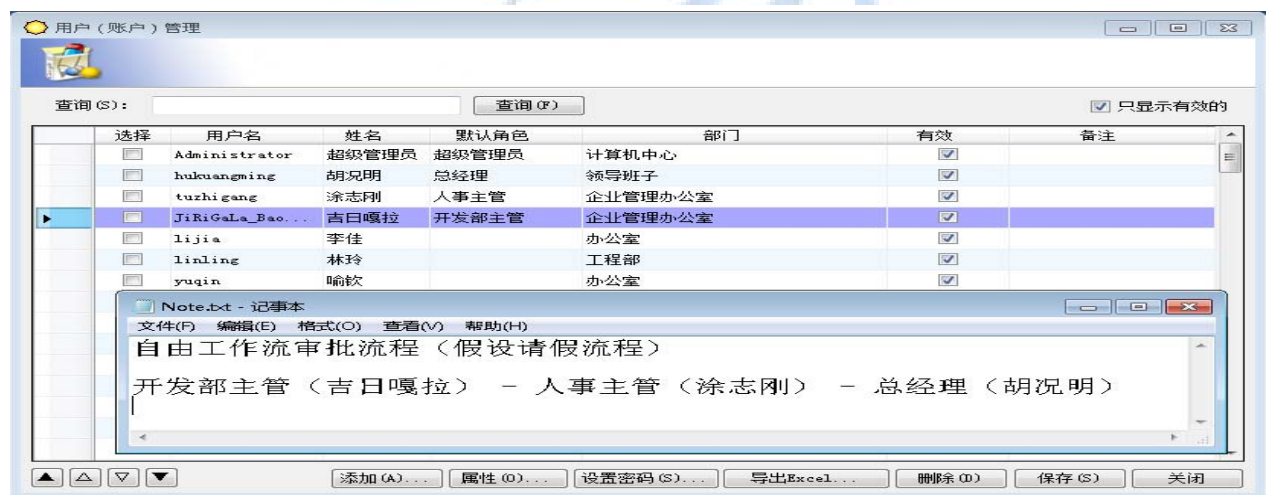 用户（账户）管理
查询(S): 查询(F) 只显示有效的
选择 用户名 姓名 默认角色 部门 有效 备注
Administrator 超级管理员 超级管理员 计算机中心
hukuangming 胡况明 总经理 领导班子
tuzhigang 涂志刚 人事主管 企业管理办公室
JiRiGaLa_Bao... 吉日嘎拉 开发部主管 企业管理办公室
lijia 李佳 办公室
linling 林玲 工程部
yuqin 喻钦 办公室
Note.txt - 记事本
文件(F) 编辑(E) 格式(O) 查看(V) 帮助(H)
自由工作流审批流程（假设请假流程）
开发部主管（吉日嘎拉） - 人事主管（涂志刚） - 总经理（胡况明）
添加(A)... 属性(O)... 设置密码(S)... 导出Excel... 删除(D) 保存(S) 关闭